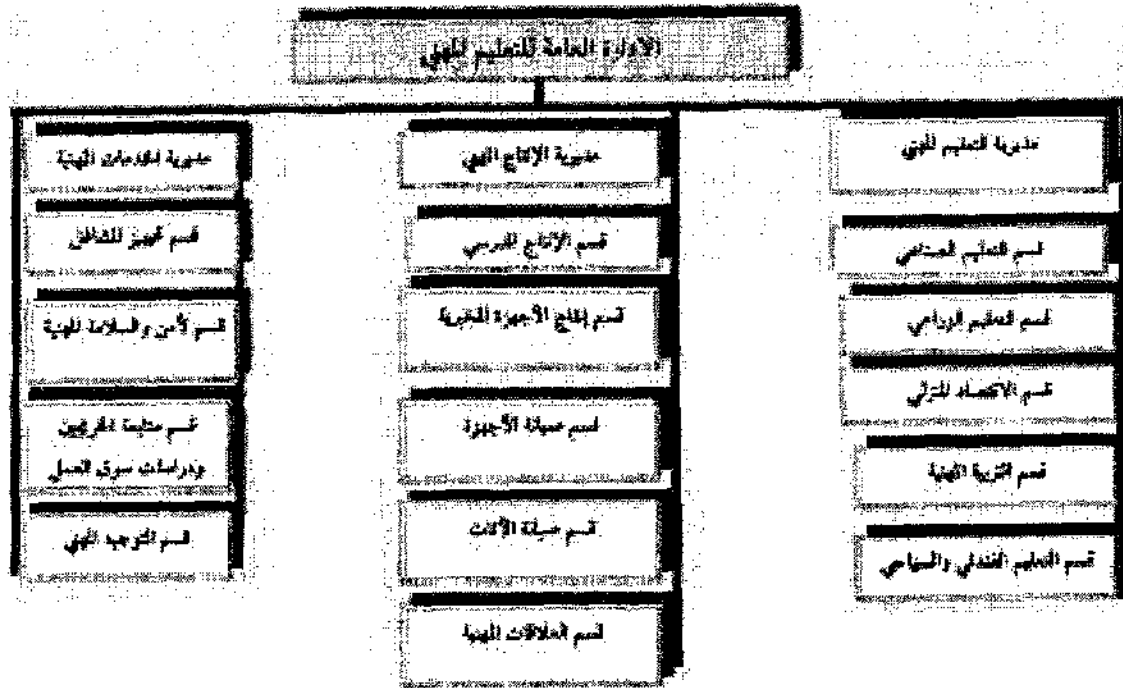 الإدارة العامة للتعليم المهني
مديرية التعليم المهني
قسم التعليم الصناعي
قسم التعليم الزراعي
قسم الاقتصاد المنزلي
قسم التربية المهنية
قسم التعليم الفندقي والسياحي
مديرية الإنتاج المهني
قسم الإنتاج المدرسي
قسم إنتاج الأجهزة المخبرية
قسم صيانة الأجهزة
قسم صيانة الأثاث
قسم العلاقات المهنية
مديرية الخدمات المهنية
قسم تجهيز المشاغل
قسم لأمن والسلامة المهنية
قسم متابعة الخريجين
ودراسات سوق العمل
قسم التوجيه المهني